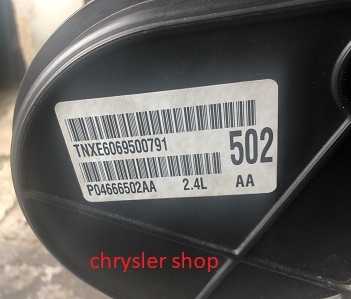 TNXE6069500791
502
P04666502AA 2.4L AA
chrysler shop